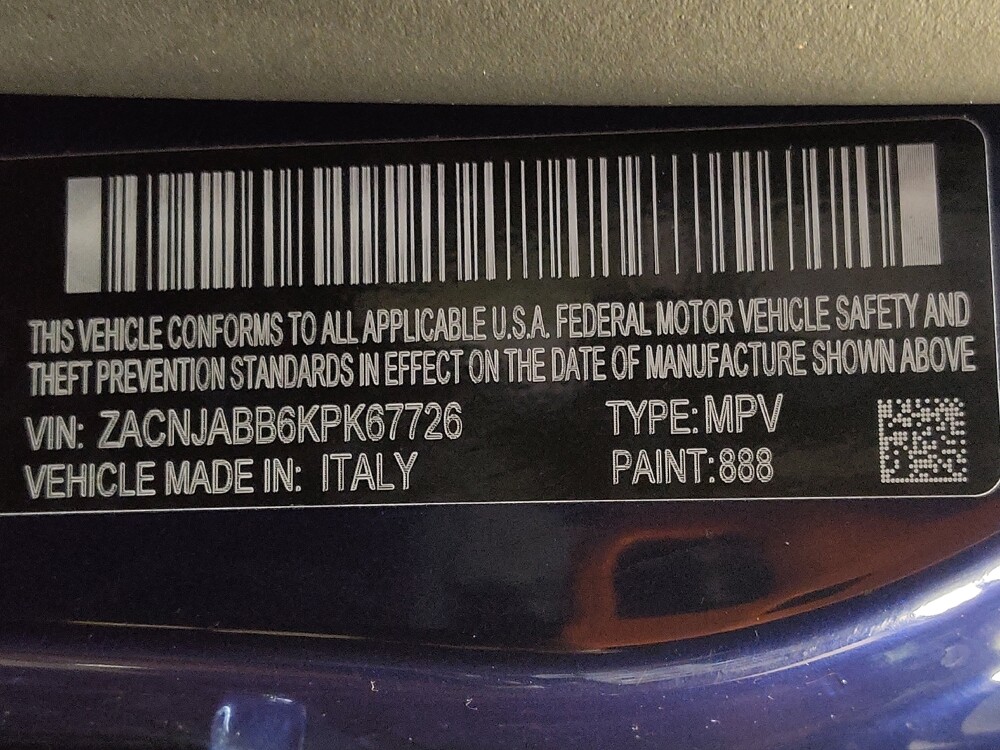 THIS VEHICLE CONFORMS TO ALL APPLICABLE U.S.A. FEDERAL MOTOR VEHICLE SAFETY AND
THEFT PREVENTION STANDARDS IN EFFECT ON THE DATE OF MANUFACTURE SHOWN ABOVE
VIN: ZACNJABB6KPK67726 TYPE: MPV
VEHICLE MADE IN: ITALY PAINT:888